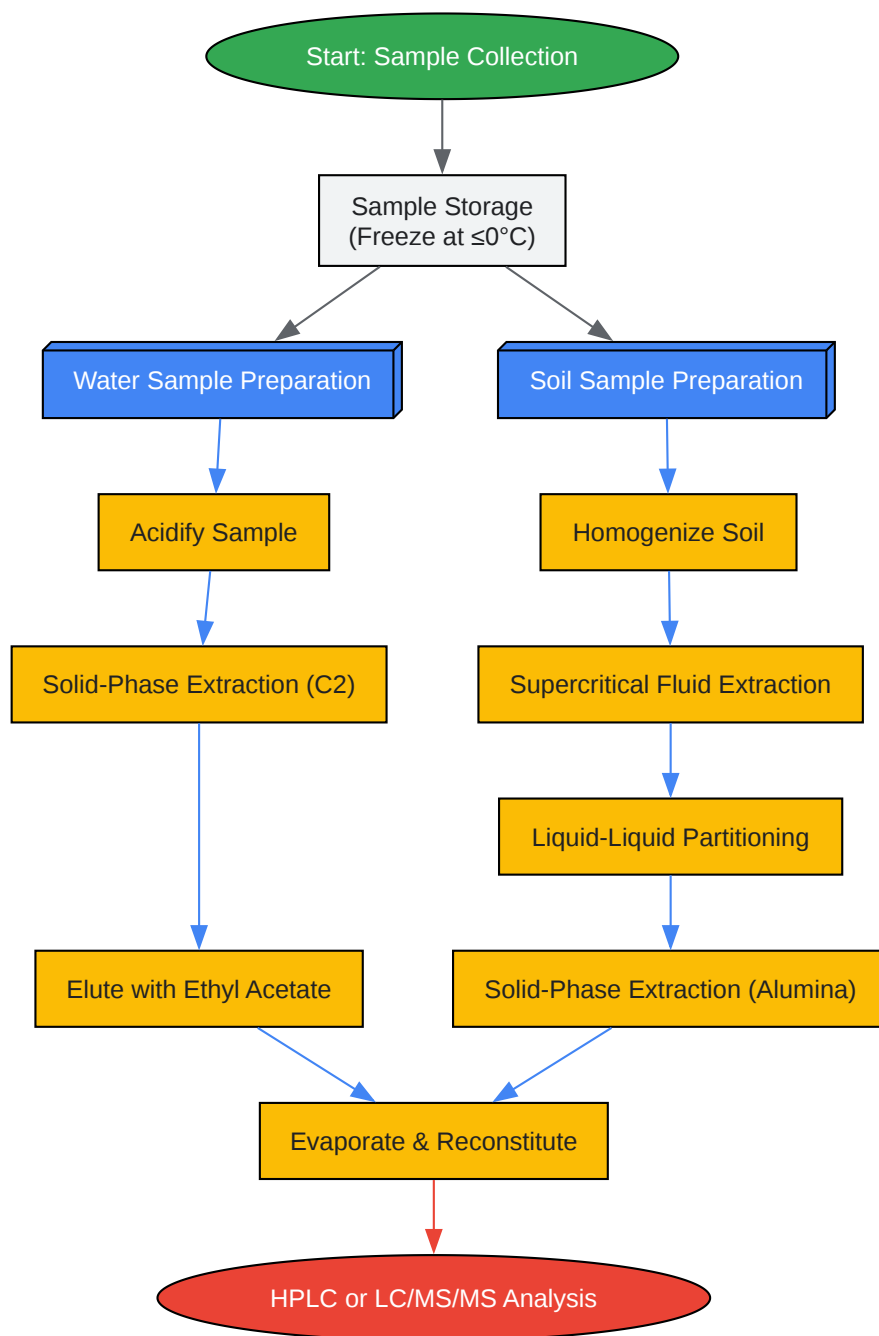 Start: Sample Collection
Sample Storage
(Freeze at ≤0°C)
Water Sample Preparation
Soil Sample Preparation
Acidify Sample
Homogenize Soil
Solid-Phase Extraction (C2)
Supercritical Fluid Extraction
Liquid-Liquid Partitioning
Elute with Ethyl Acetate
Solid-Phase Extraction (Alumina)
Evaporate & Reconstitute
HPLC or LC/MS/MS Analysis